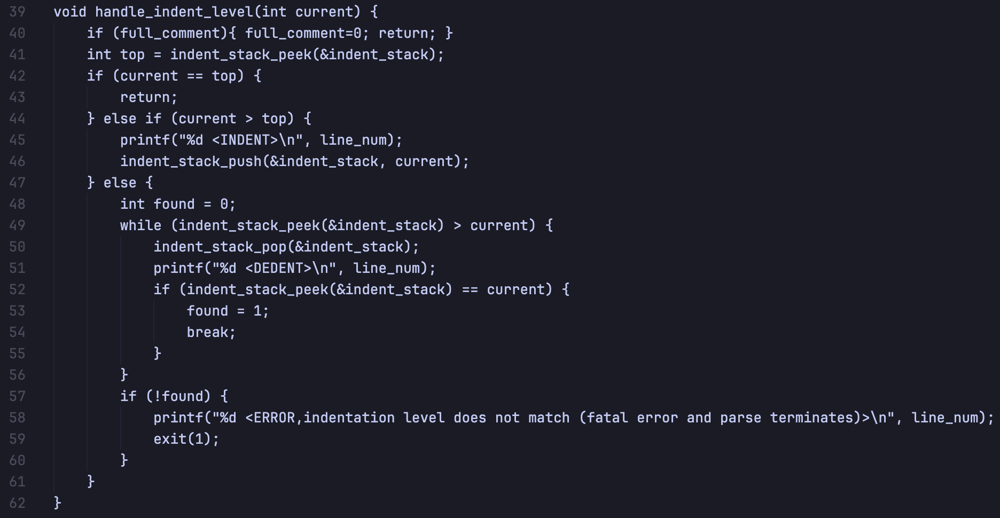 39 void handle_indent_level(int current) {
40     if (full_comment){ full_comment=0; return; }
41     int top = indent_stack_peek(&indent_stack);
42     if (current == top) {
43         return;
44     } else if (current > top) {
45         printf("%d <INDENT>\n", line_num);
46         indent_stack_push(&indent_stack, current);
47     } else {
48         int found = 0;
49         while (indent_stack_peek(&indent_stack) > current) {
50             indent_stack_pop(&indent_stack);
51             printf("%d <DEDENT>\n", line_num);
52             if (indent_stack_peek(&indent_stack) == current) {
53                 found = 1;
54                 break;
55             }
56         }
57         if (!found) {
58             printf("%d <ERROR,indentation level does not match (fatal error and parse terminates)>\n", line_num);
59             exit(1);
60         }
61     }
62 }